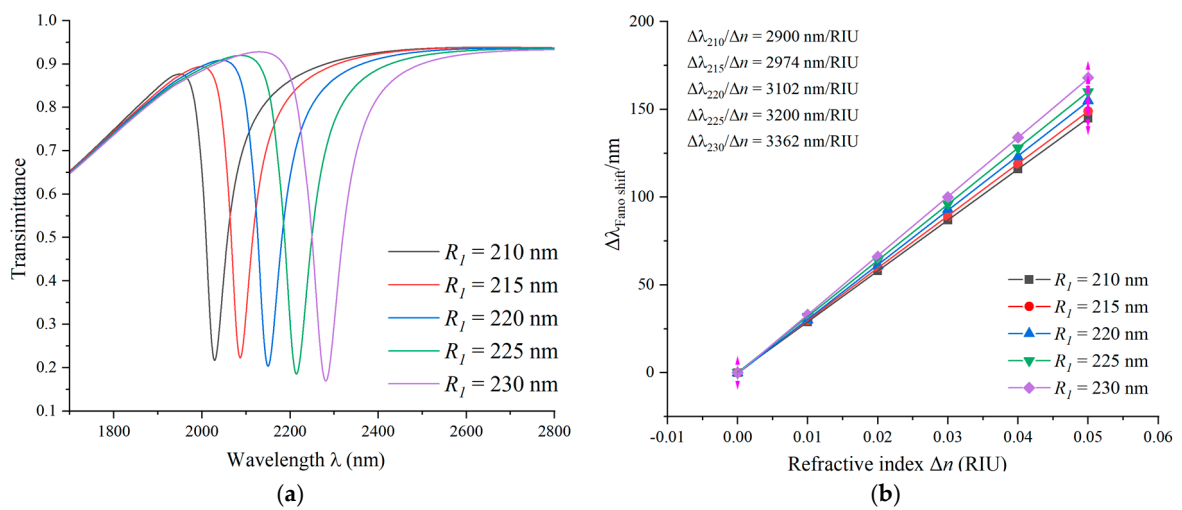 1.0
0.9
0.8
0.7
0.6
0.5
0.4
0.3
0.2
0.1
Transimittance
1800
2000
2200
2400
2600
2800
Wavelength λ (nm)
R1 = 210 nm
R1 = 215 nm
R1 = 220 nm
R1 = 225 nm
R1 = 230 nm
(a)
200
150
100
50
0
ΔλFano shift/nm
Δλ210/Δn = 2900 nm/RIU
Δλ215/Δn = 2974 nm/RIU
Δλ220/Δn = 3102 nm/RIU
Δλ225/Δn = 3200 nm/RIU
Δλ230/Δn = 3362 nm/RIU
R1 = 210 nm
R1 = 215 nm
R1 = 220 nm
R1 = 225 nm
R1 = 230 nm
-0.01
0.00
0.01
0.02
0.03
0.04
0.05
0.06
Refractive index Δn (RIU)
(b)